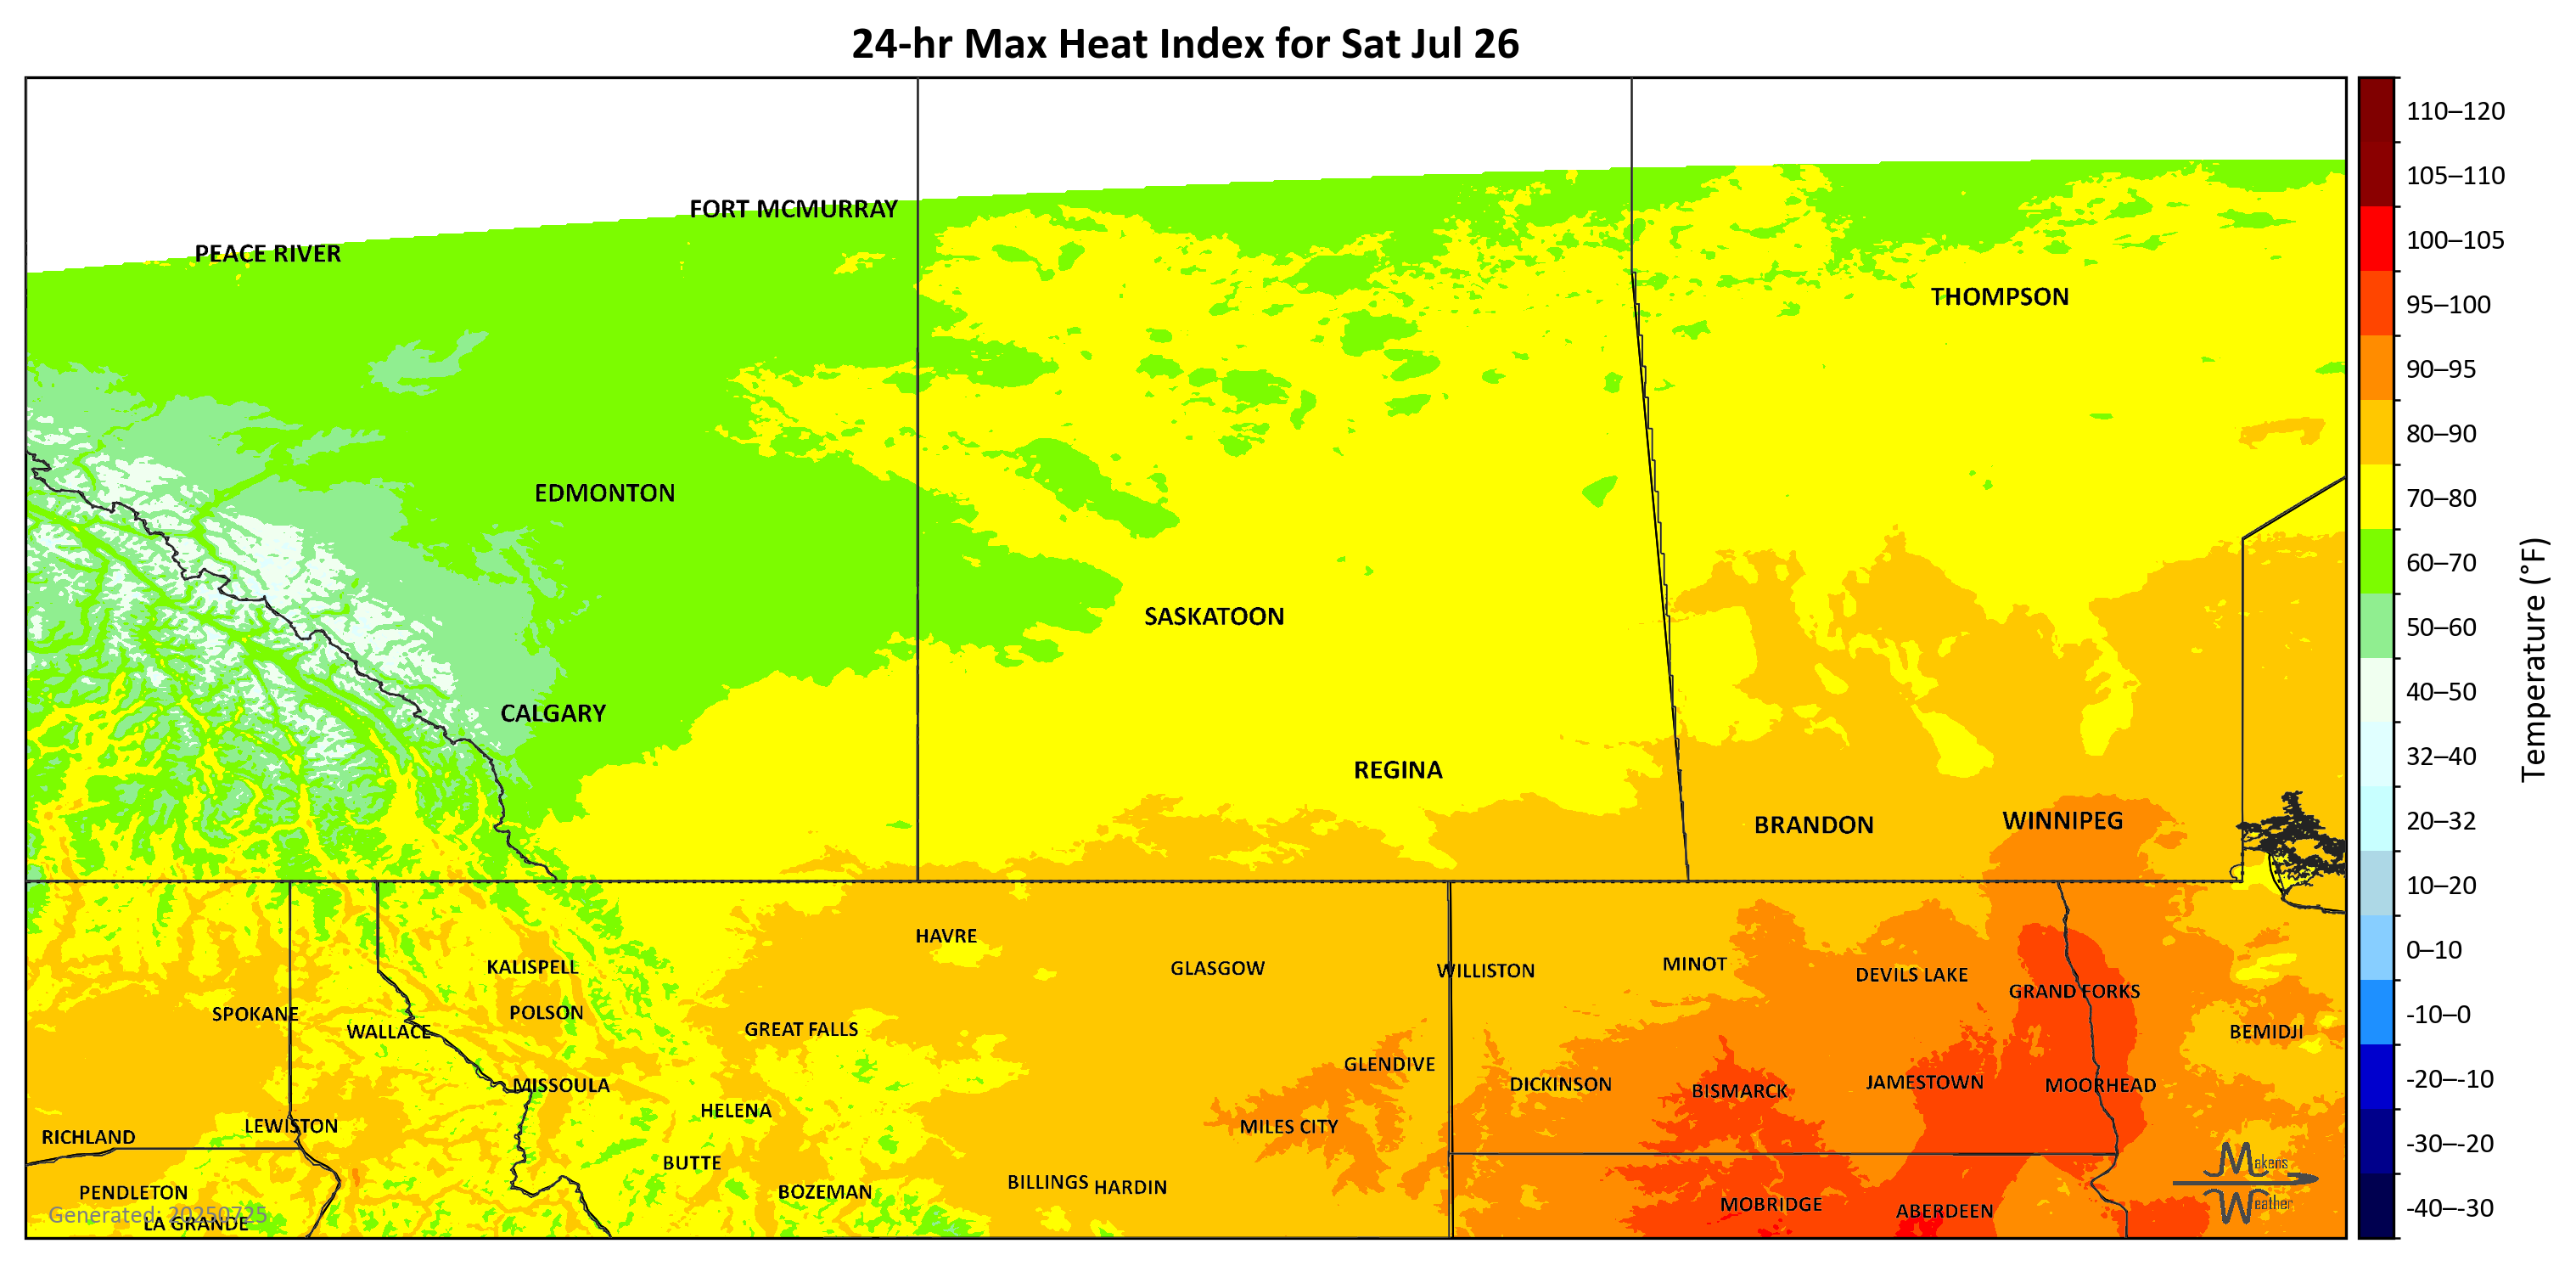 24-hr Max Heat Index for Sat Jul 26
110–120
105–110
100–105
95–100
90–95
80–90
70–80
60–70
50–60
40–50
32–40
20–32
10–20
0–10
-10–0
-20–-10
-30–-20
-40–-30
Temperature (°F)
FORT MCMURRAY
PEACE RIVER
THOMPSON
EDMONTON
SASKATOON
CALGARY
REGINA
BRANDON
WINNIPEG
HAVRE
KALISPELL
GLASGOW
WILLISTON
MINOT
DEVILS LAKE
GRAND FORKS
SPOKANE
POLSON
WALLACE
GREAT FALLS
BEMIDJI
GLENDIVE
MISSOULA
DICKINSON
BISMARCK
JAMESTOWN
MOORHEAD
HELENA
LEWISTON
MILES CITY
RICHLAND
BUTTE
PENDLETON
BOZEMAN
BILLINGS
HARDIN
MOBRIDGE
ABERDEEN
Generated: 20250725
LA GRANDE
Makens
Weather